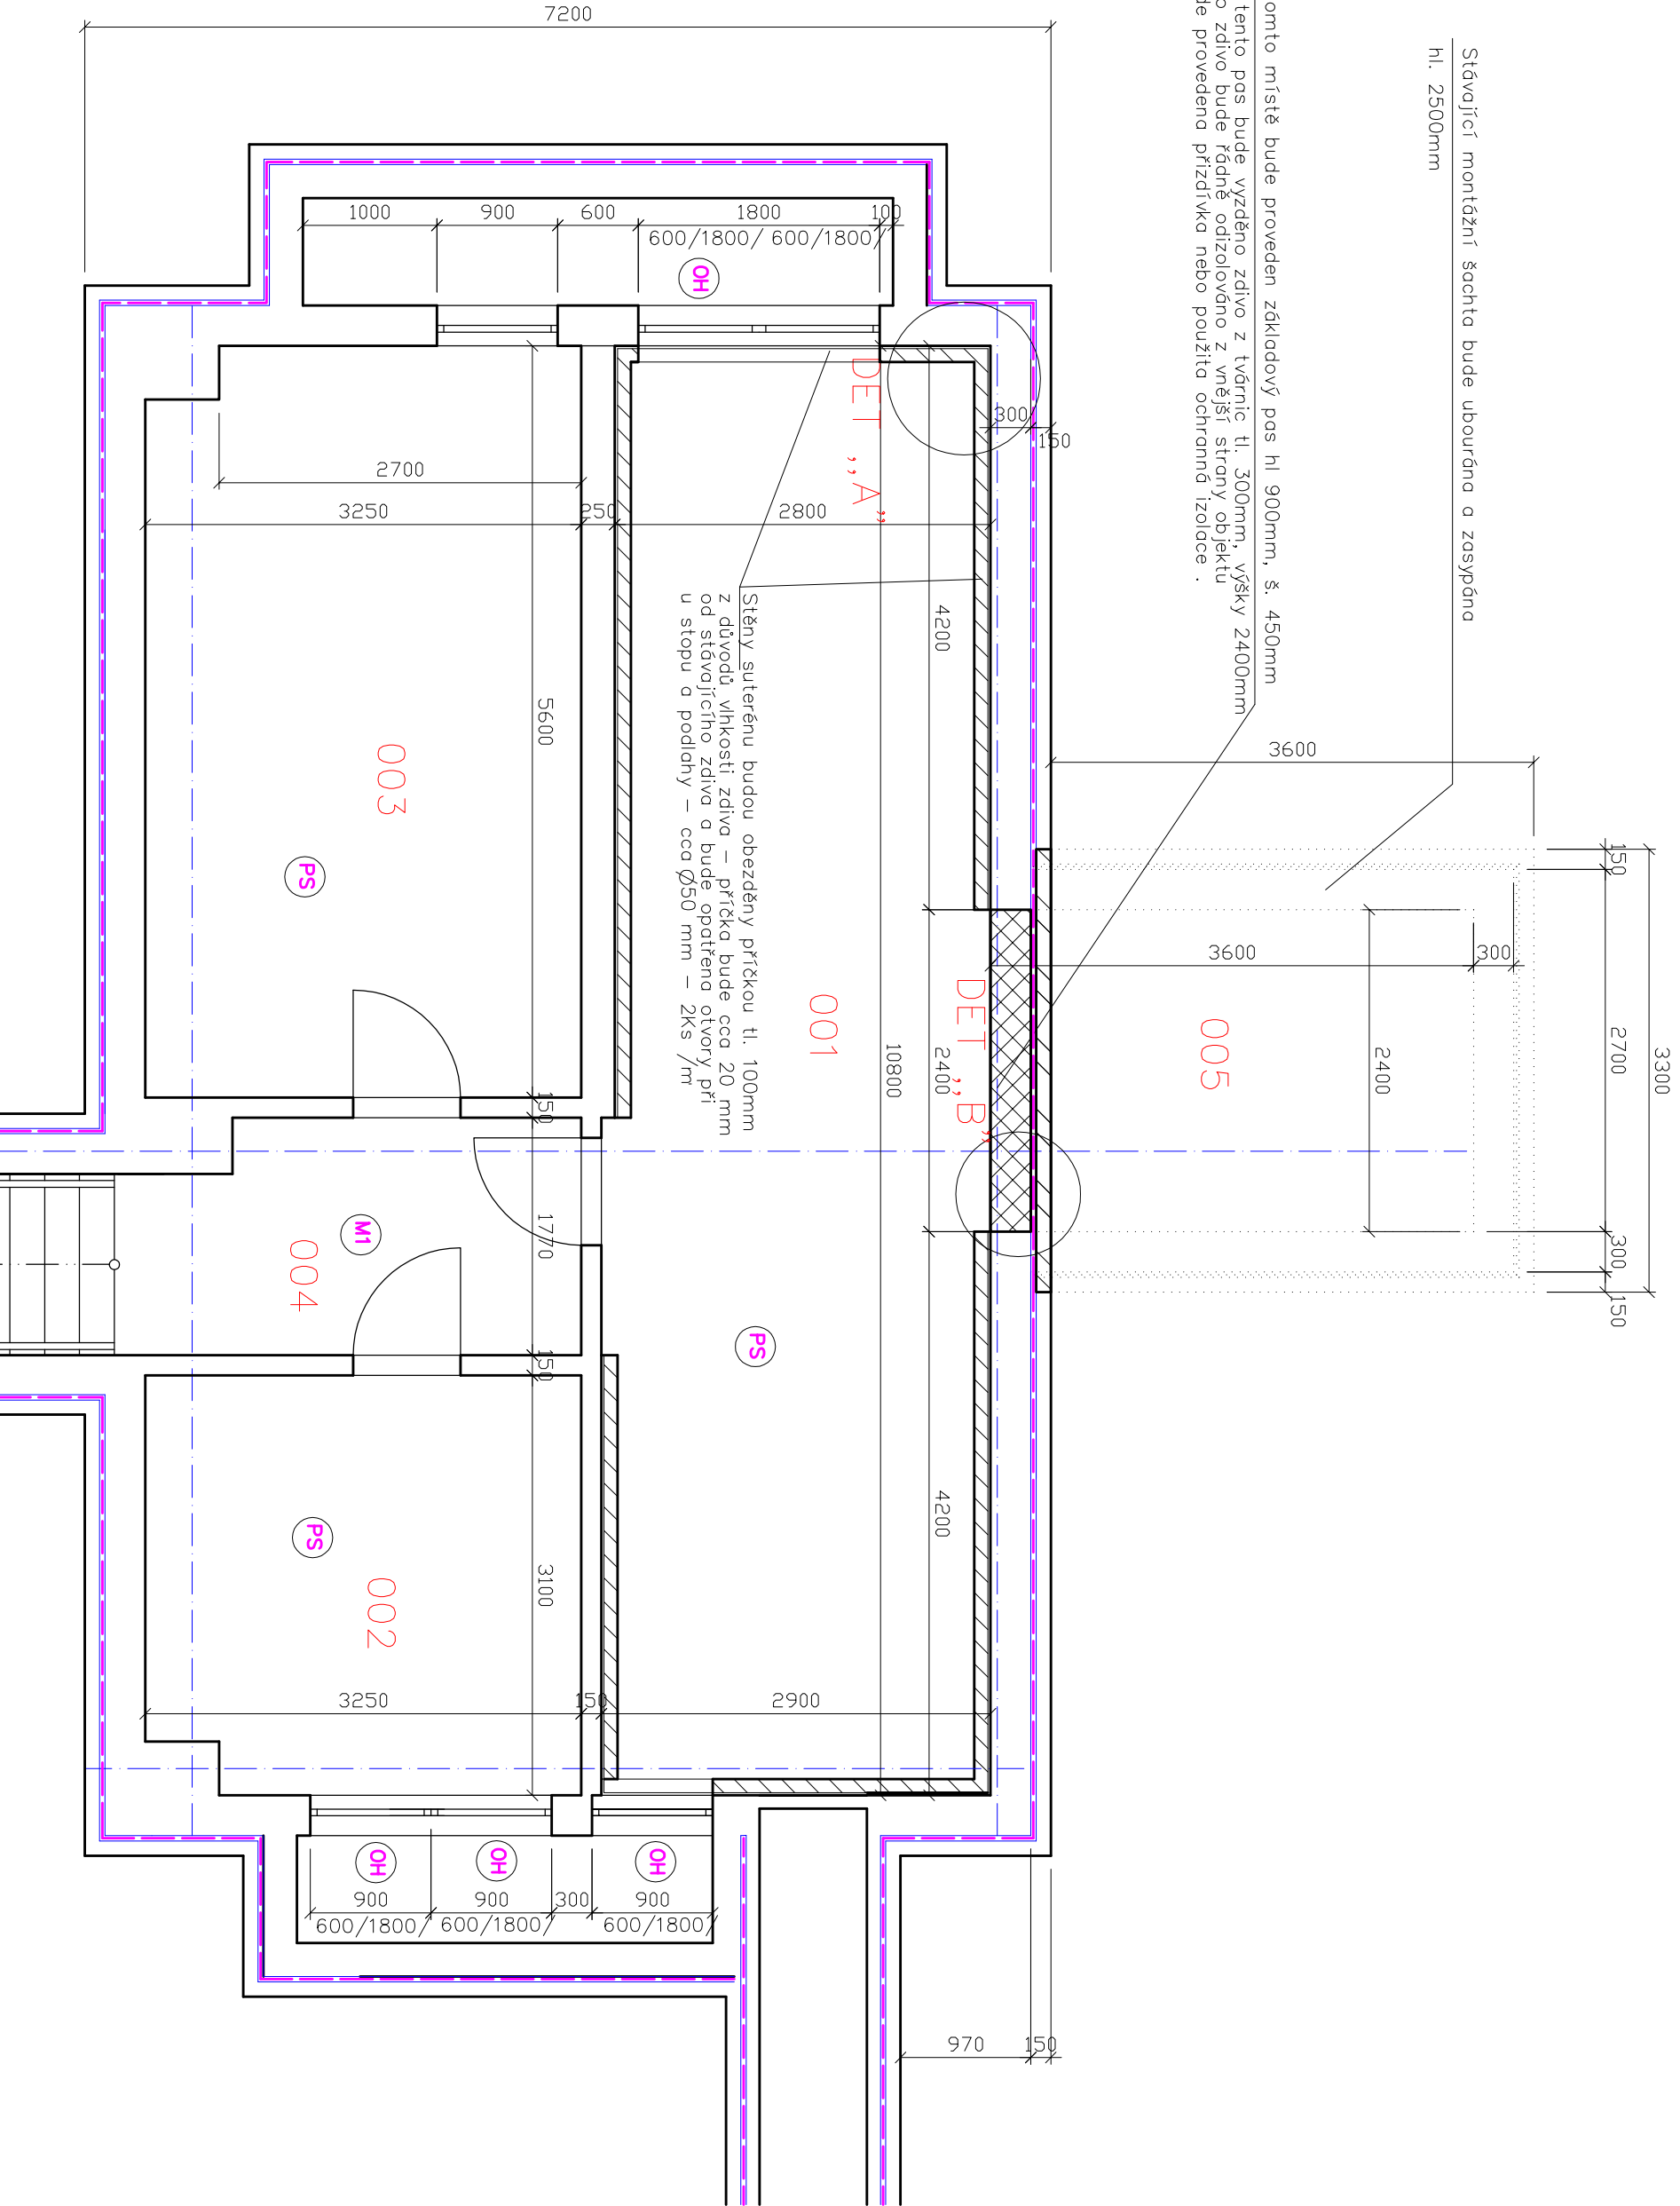 Stávající montážní šachta bude ubourána a zasypána
hl. 2500mm
omto místě bude proveden základový pas hl 900mm, š. 450mm
tento pas bude vyzděno zdivo z tvárnic tl. 300mm, výšky 2400mm
o zdivo bude řádně odizolováno z vnější strany objektu
de provedena přizdívka nebo použita ochranná izolace .
7200
1000
900
600
1800
100
600/1800/ 600/1800/
OH
DET ,,A,,
300
150
2700
3250
250
2800
4200
5600
003
PS
Stěny suterénu budou obezděny příčkou tl. 100mm
z důvodů vlhkosti zdiva – příčka bude cca 20 mm
od stávajícího zdiva a bude opatřena otvory při
u stopu a podlahy – cca Ø50 mm – 2Ks /m
001
DET ,,B,,
2400
10800
3600
3600
300
005
2400
150
2700
3300
300
150
150
1770
150
M1
004
PS
4200
PS
002
3100
3250
150
2900
OH
OH
OH
900
900
300
900
600/1800/
600/1800/
600/1800/
970
150